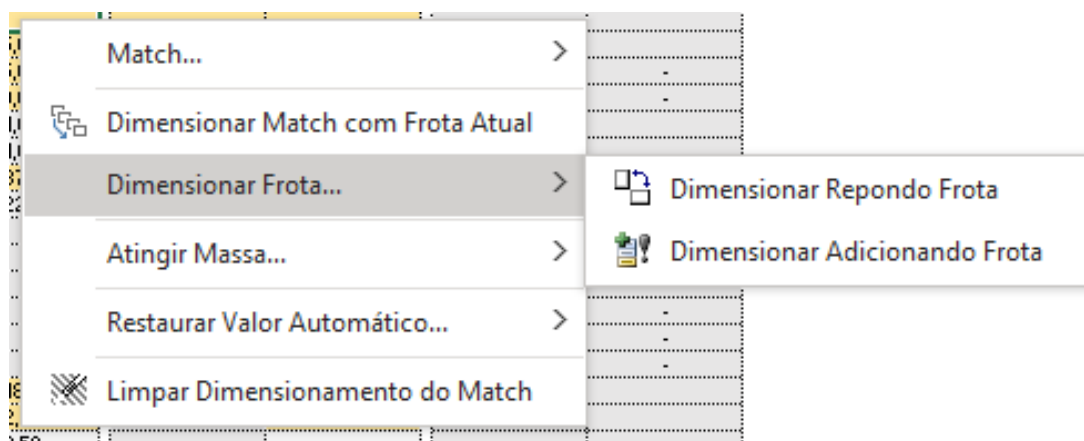 Match...
Dimensionar Match com Frota Atual
Dimensionar Frota...
Dimensionar Repondo Frota
Dimensionar Adicionando Frota
Atingir Massa...
Restaurar Valor Automático...
Limpar Dimensionamento do Match